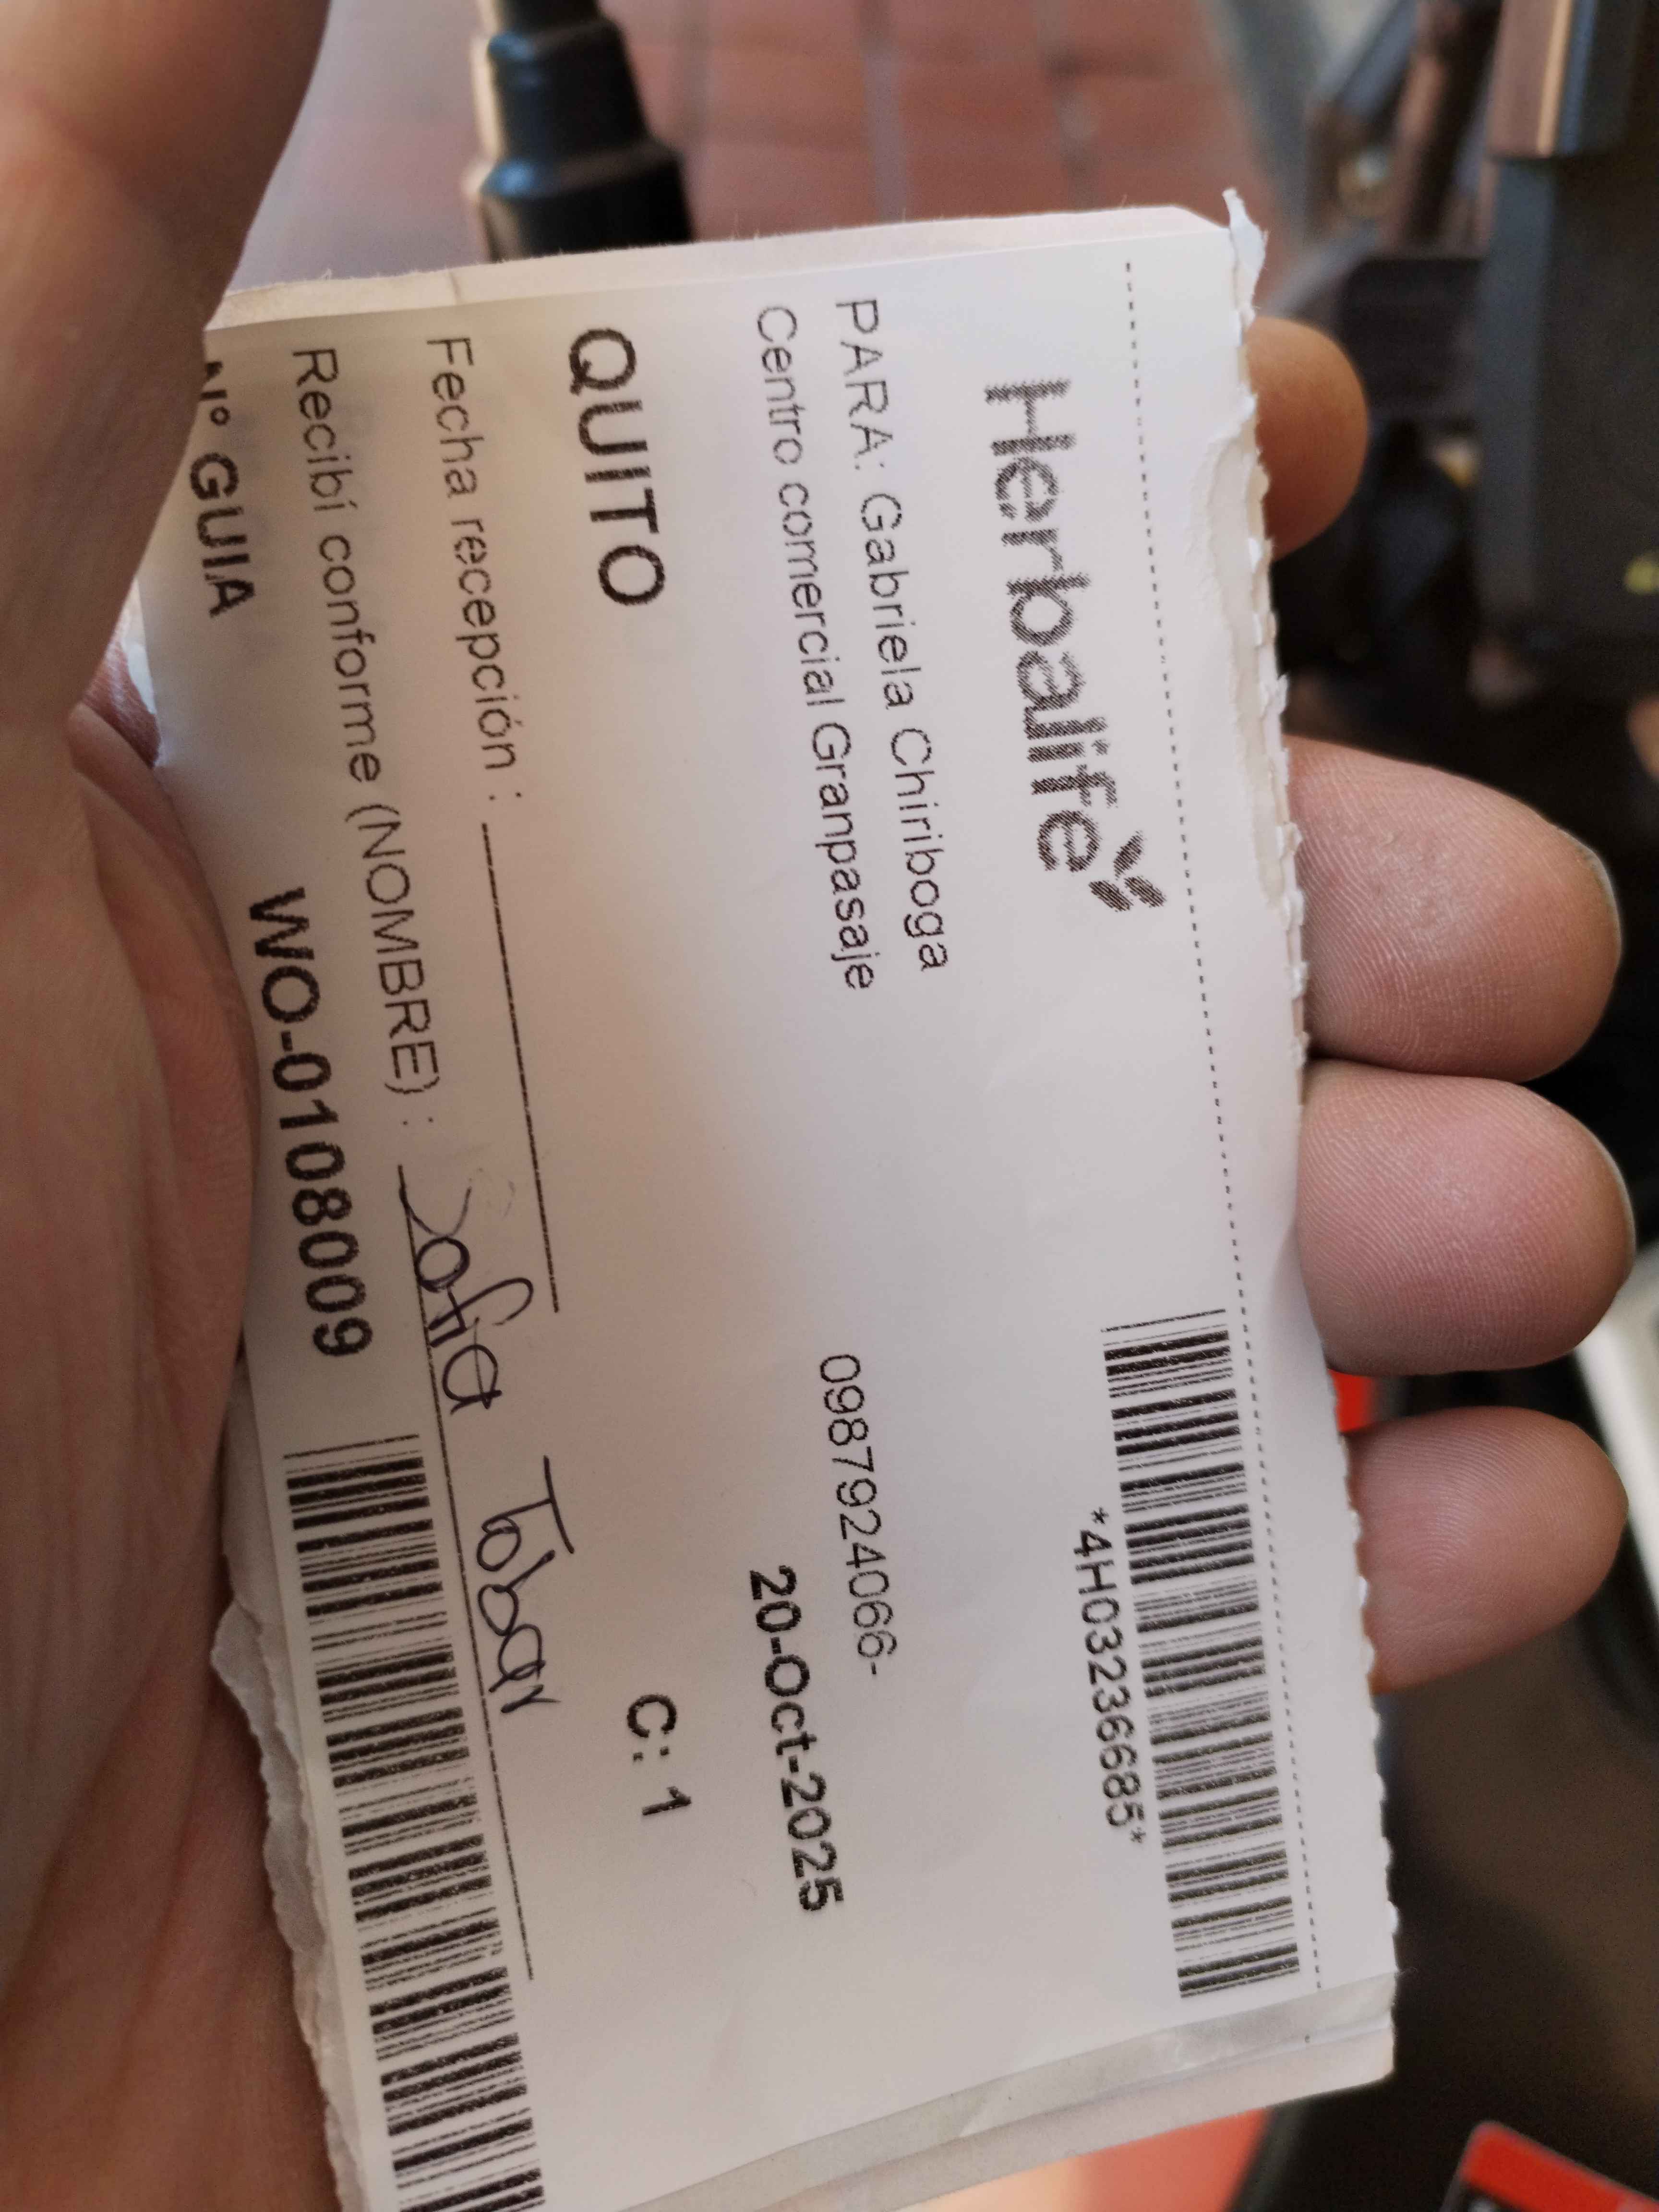 Herbalife
*4H03236685*
PARA: Gabriela Chiriboga
0987924066-
Centro comercial Granpasaje
20-Oct-2025
QUITO
C: 1
Fecha recepción :
Recibí conforme (NOMBRE) : Sofia Tobar
Nº GUIA WO-0108009